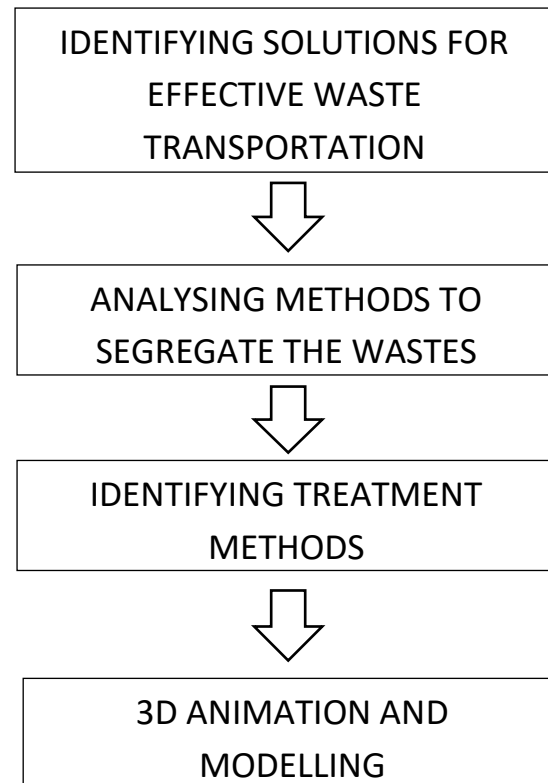 IDENTIFYING SOLUTIONS FOR
EFFECTIVE WASTE
TRANSPORTATION
ANALYSING METHODS TO
SEGREGATE THE WASTES
IDENTIFYING TREATMENT
METHODS
3D ANIMATION AND
MODELLING